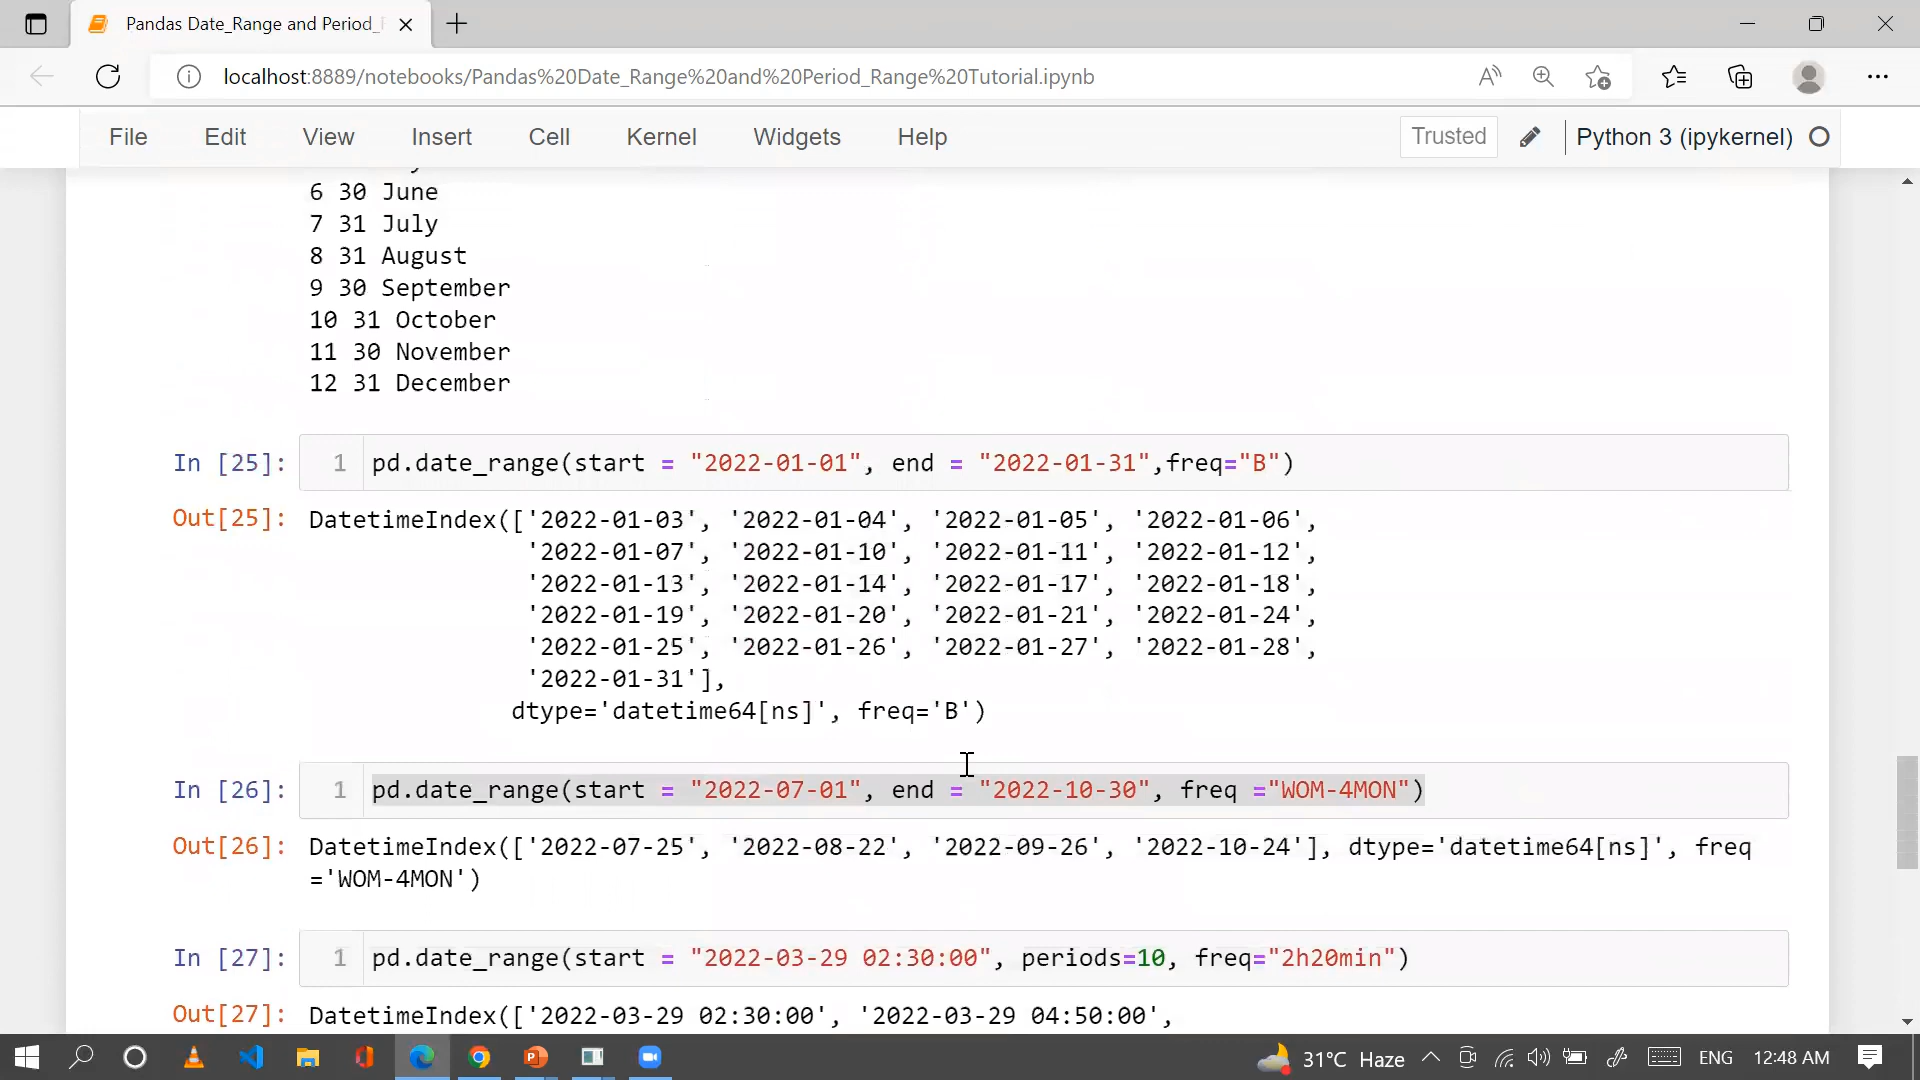 Pandas Date_Range and Period_
localhost:8889/notebooks/Pandas%20Date_Range%20and%20Period_Range%20Tutorial.ipynb
File Edit View Insert Cell Kernel Widgets Help Trusted Python 3 (ipykernel)
6 30 June
7 31 July
8 31 August
9 30 September
10 31 October
11 30 November
12 31 December
In [25]: 1 pd.date_range(start = "2022-01-01", end = "2022-01-31",freq="B")
Out[25]: DatetimeIndex(['2022-01-03', '2022-01-04', '2022-01-05', '2022-01-06',
'2022-01-07', '2022-01-10', '2022-01-11', '2022-01-12',
'2022-01-13', '2022-01-14', '2022-01-17', '2022-01-18',
'2022-01-19', '2022-01-20', '2022-01-21', '2022-01-24',
'2022-01-25', '2022-01-26', '2022-01-27', '2022-01-28',
'2022-01-31'],
dtype='datetime64[ns]', freq='B')
In [26]: 1 pd.date_range(start = "2022-07-01", end = "2022-10-30", freq ="WOM-4MON")
Out[26]: DatetimeIndex(['2022-07-25', '2022-08-22', '2022-09-26', '2022-10-24'], dtype='datetime64[ns]', freq
='WOM-4MON')
In [27]: 1 pd.date_range(start = "2022-03-29 02:30:00", periods=10, freq="2h20min")
Out[27]: DatetimeIndex(['2022-03-29 02:30:00', '2022-03-29 04:50:00',
31°C Haze ENG 12:48 AM